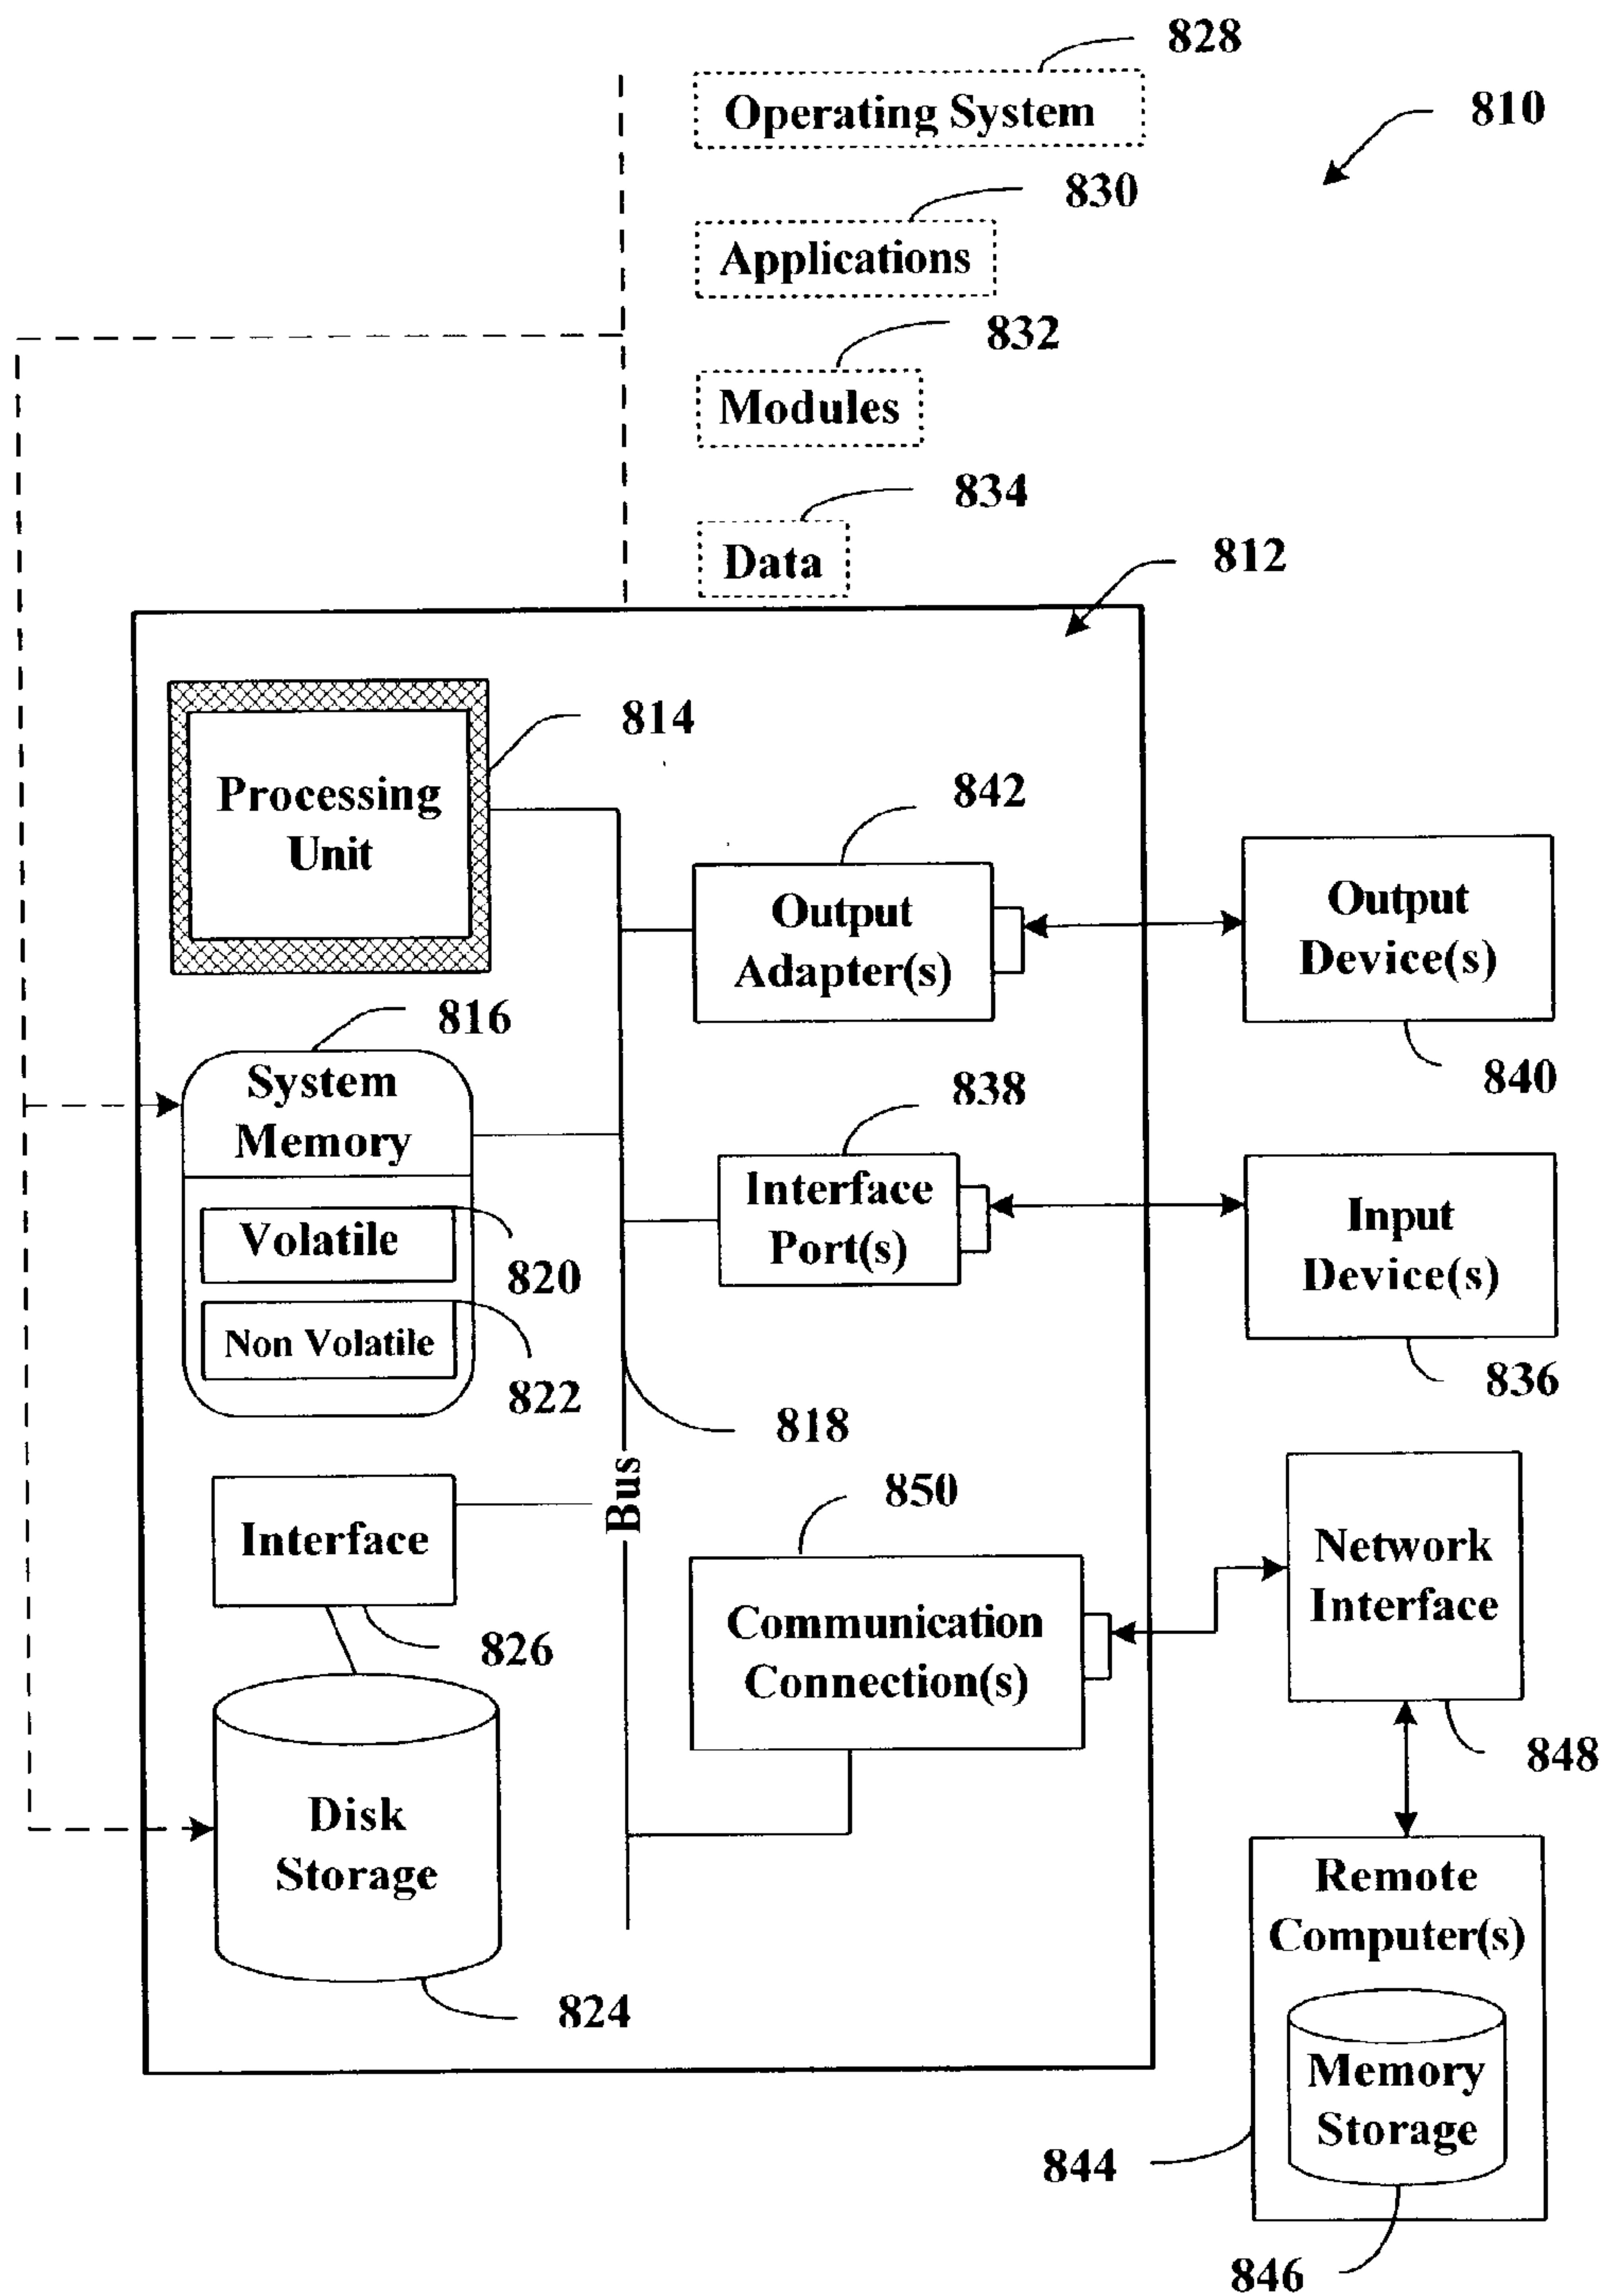 828
Operating System
810
830
Applications
832
Modules
834
Data
812
814
Processing
Unit
842
Output
Adapter(s)
Output
Device(s)
840
816
System
Memory
838
Interface
Port(s)
Input
Device(s)
836
Volatile
820
Non Volatile
822
818
Bus
850
Interface
826
Communication
Connection(s)
Network
Interface
848
Disk
Storage
824
Remote
Computer(s)
Memory
Storage
844
846